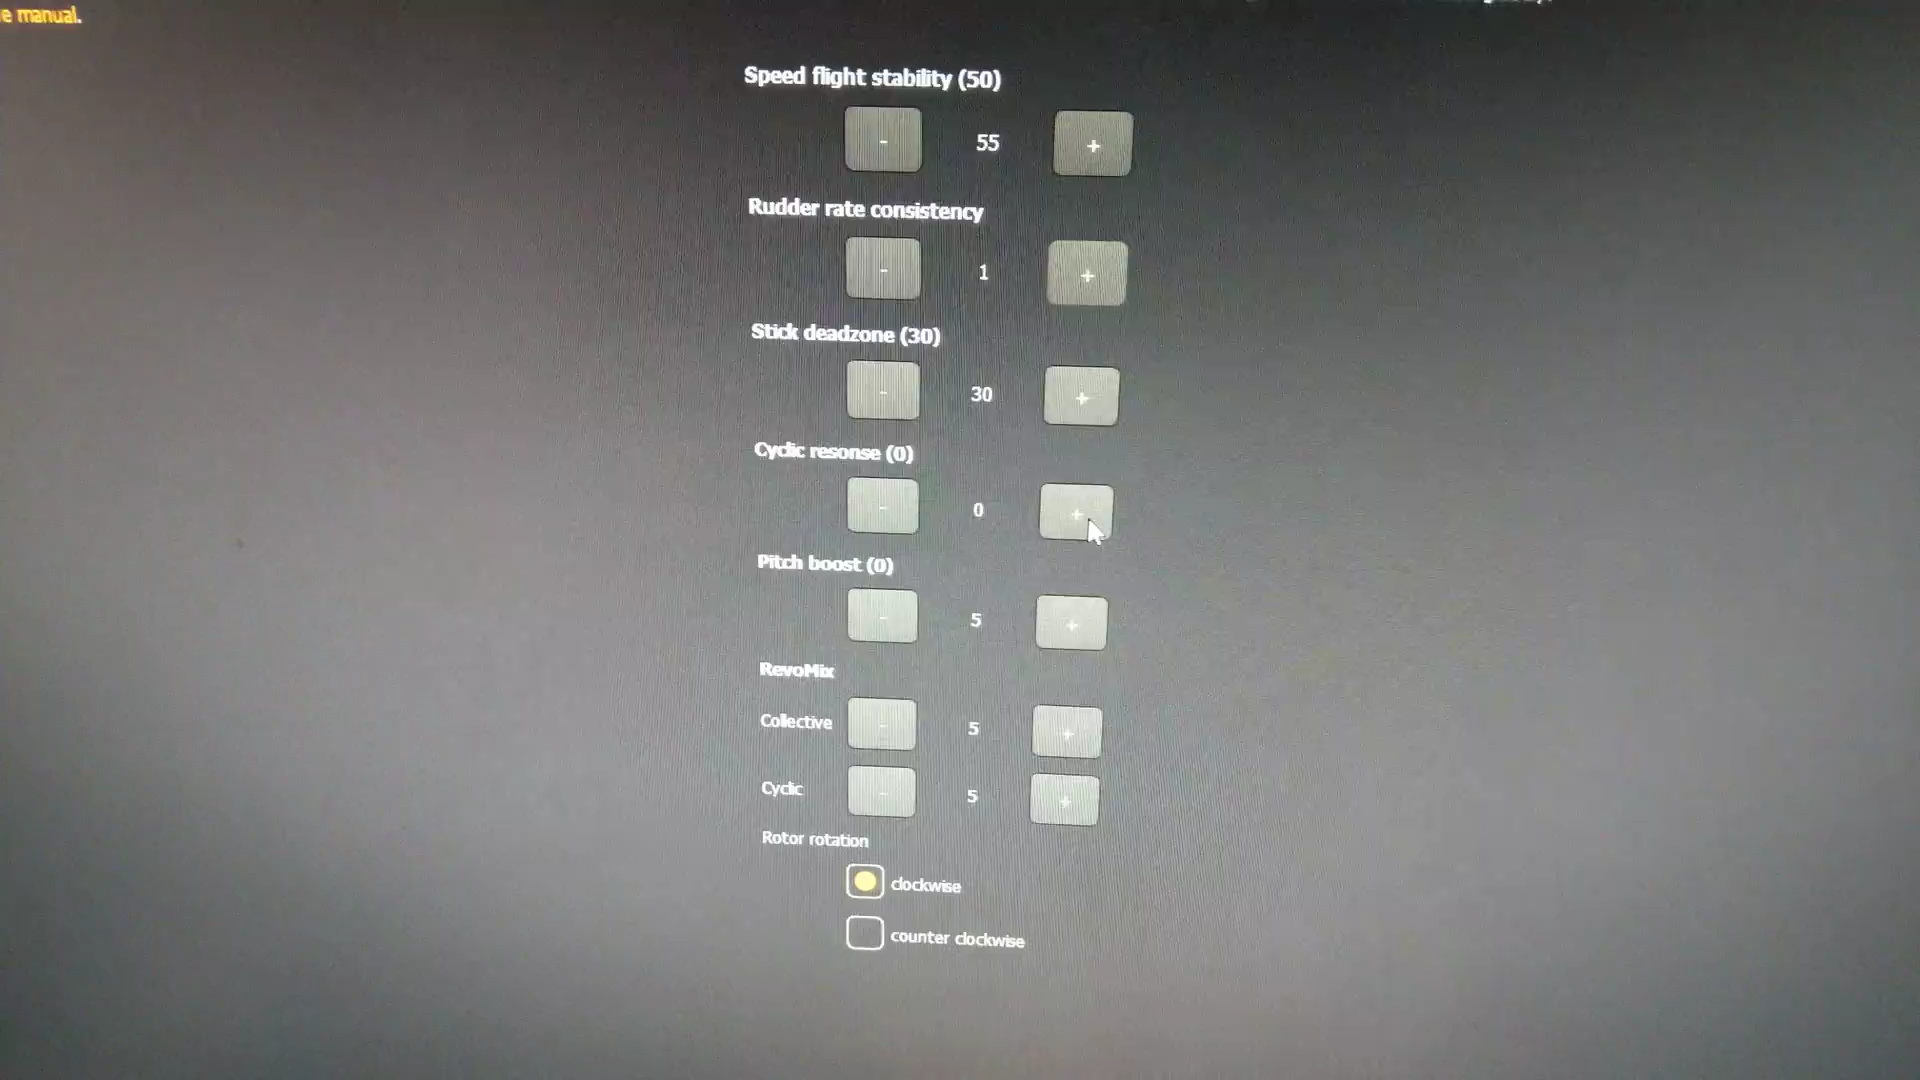 e manual.
Speed flight stability (50)
- 55 +
Rudder rate consistency
- 1 +
Stick deadzone (30)
- 30 +
Cyclic resonse (0)
- 0 +
Pitch boost (0)
- 5 +
RevoMix
Collective - 5 +
Cyclic - 5 +
Rotor rotation
clockwise
counter clockwise